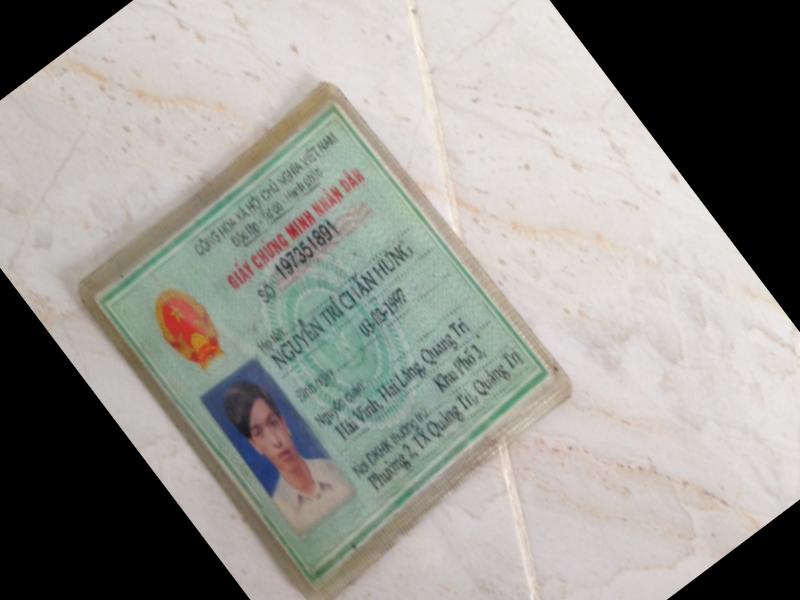 CỘNG HÒA XÃ HỘI CHỦ NGHĨA VIỆT NAM
Độc lập - Tự do - Hạnh phúc
GIẤY CHỨNG MINH NHÂN DÂN
SỐ 197351891
Họ tên: NGUYỄN TRÍ CHẤN HƯNG
Sinh ngày 03-03-1997
Nguyên quán: Hải Vĩnh, Hải Lăng, Quảng Trị
Nơi ĐKHK thường trú: Khu Phố 3,
Phường 2, TX Quảng Trị, Quảng Trị